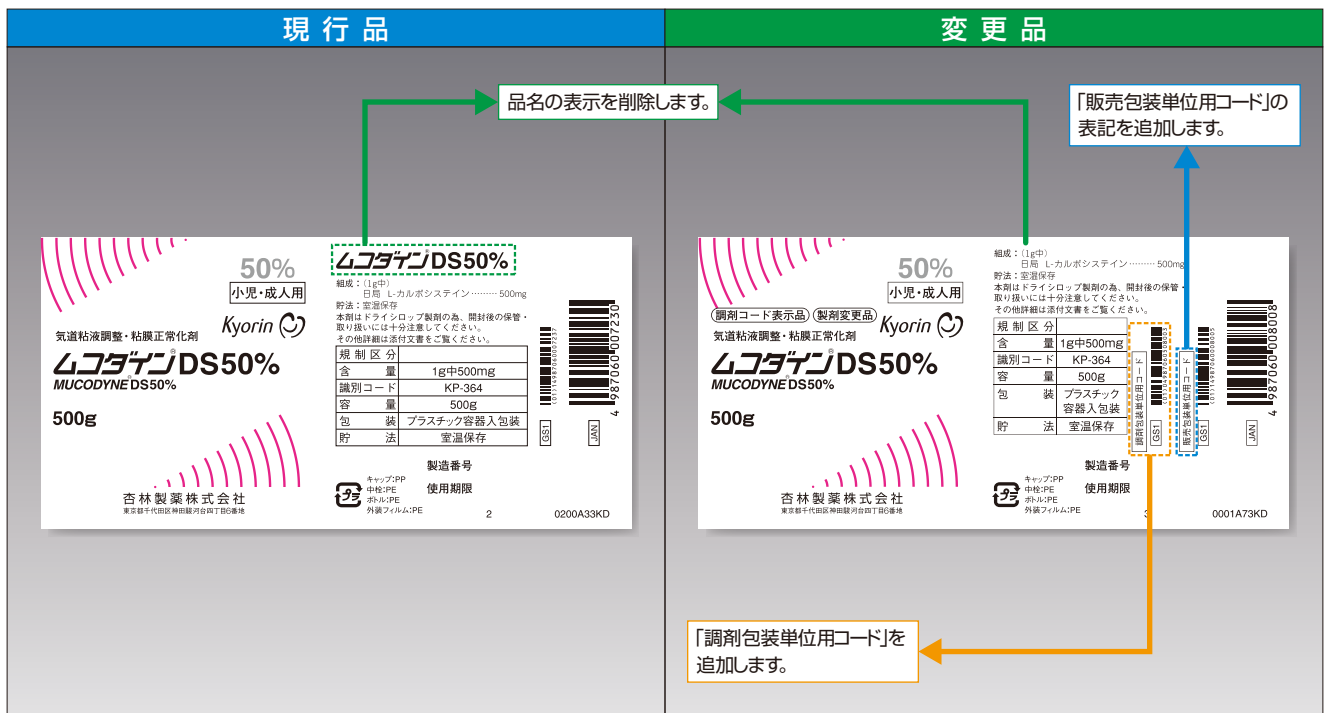 現行品
変更品
品名の表示を削除します。
「販売包装単位用コード」の
表記を追加します。
50%
小児・成人用
Kyorin
気道粘液調整・粘膜正常化剤
ムコダイン®DS50%
MUCODYNE DS50%
500g
杏林製薬株式会社
東京都千代田区神田駿河台四丁目6番地
ムコダイン®DS50%
組成：(1g中)
日局 L-カルボシステイン………500mg
貯法：室温保存
本剤はドライシロップ製剤の為、開封後の保管・
取り扱いには十分注意してください。
その他詳細は添付文書をご覧ください。
規制区分
含量 1g中500mg
識別コード KP-364
容量 500g
包装 プラスチック容器入包装
貯法 室温保存
製造番号
使用期限
プラ
キャップ:PP
中栓:PE
ボトル:PE
外装フィルム:PE
2
0200A33KD
(01)14987060007237
GS1
4 987060 007230
JAN
50%
小児・成人用
調剤コード表示品 製剤変更品
Kyorin
気道粘液調整・粘膜正常化剤
ムコダイン®DS50%
MUCODYNE DS50%
500g
杏林製薬株式会社
東京都千代田区神田駿河台四丁目6番地
組成：(1g中)
日局 L-カルボシステイン………500mg
貯法：室温保存
本剤はドライシロップ製剤の為、開封後の保管・
取り扱いには十分注意してください。
その他詳細は添付文書をご覧ください。
規制区分
含量 1g中500mg
識別コード KP-364
容量 500g
包装 プラスチック
容器入包装
貯法 室温保存
製造番号
使用期限
プラ
キャップ:PP
中栓:PE
ボトル:PE
外装フィルム:PE
0001A73KD
調剤包装単位用コード
GS1
販売包装単位用コード
(01)14987060008005
GS1
4 987060 008008
JAN
「調剤包装単位用コード」を
追加します。